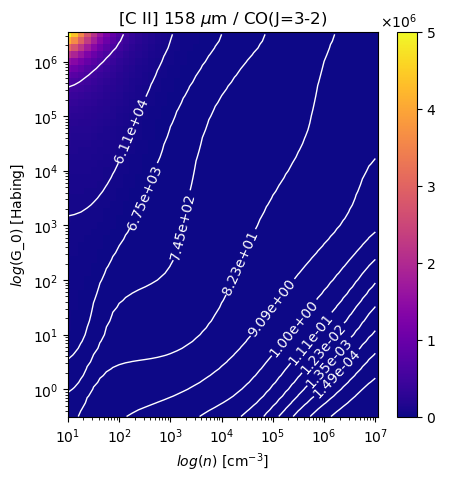 [C II] 158 μm / CO(J=3-2)
×10⁶
log(G_0) [Habing]
10⁶
10⁵
10⁴
10³
10²
10¹
10⁰
6.11e+04
6.75e+03
7.45e+02
8.23e+01
9.09e+00
1.00e+00
1.11e-01
1.23e-02
1.35e-03
1.49e-04
5
4
3
2
1
0
10¹ 10² 10³ 10⁴ 10⁵ 10⁶ 10⁷
log(n) [cm⁻³]